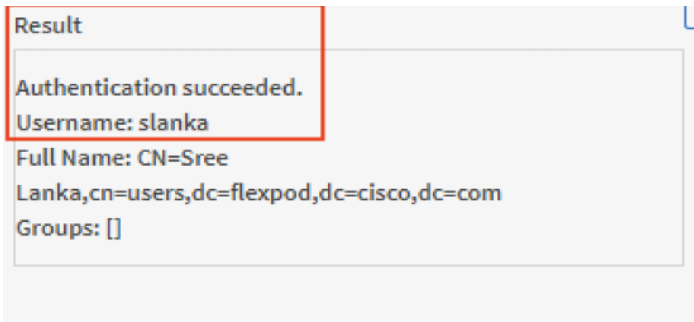 Result
Authentication succeeded.
Username: slanka
Full Name: CN=Sree
Lanka,cn=users,dc=flexpod,dc=cisco,dc=com
Groups: []